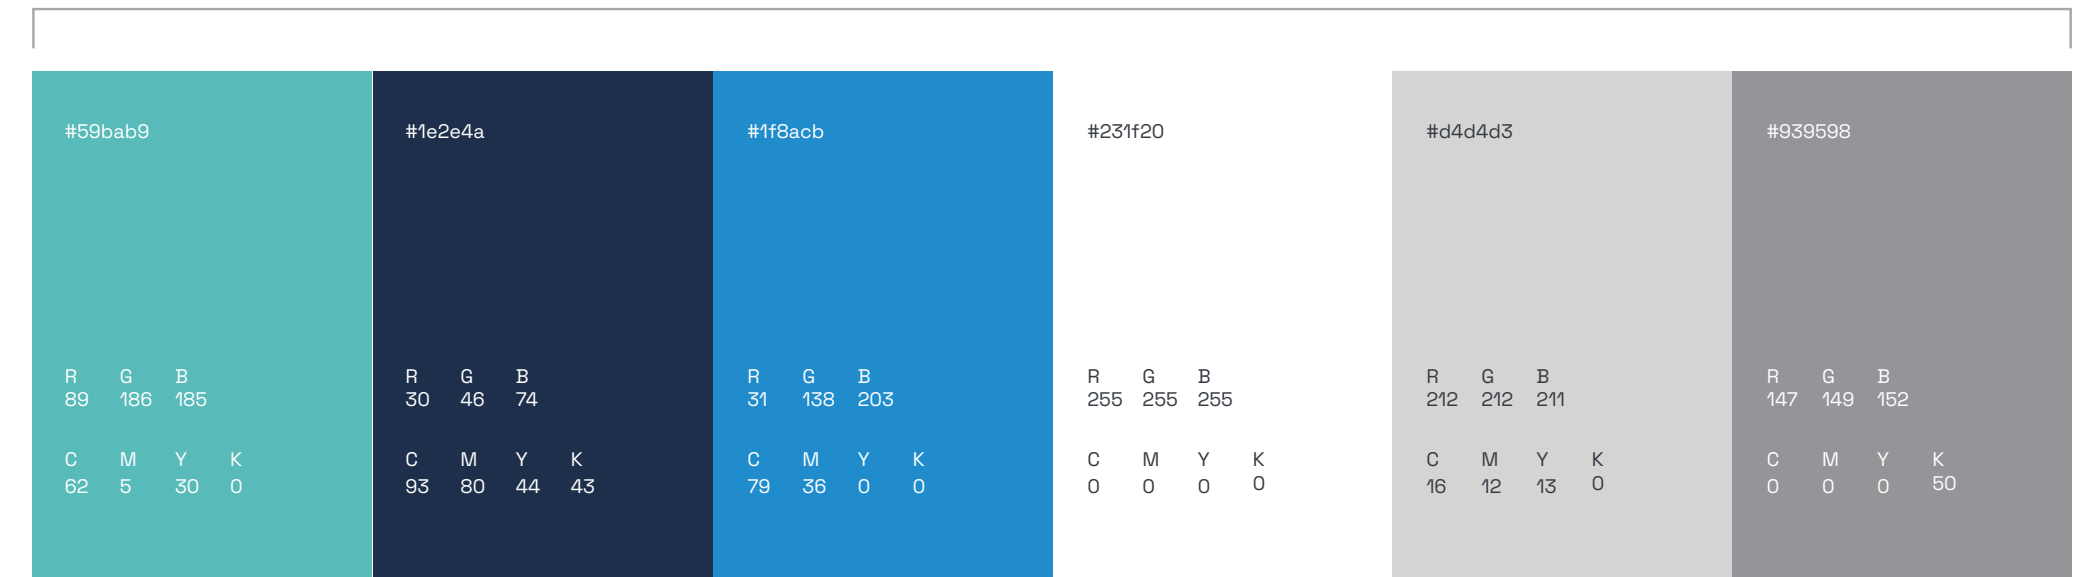 #59bab9 #1e2e4a #1f8acb #231f20 #d4d4d3 #939598
R G B R G B R G B R G B R G B R G B
89 186 185 30 46 74 31 138 203 255 255 255 212 212 211 147 149 152
C M Y K C M Y K C M Y K C M Y K C M Y K C M Y K
62 5 30 0 93 80 44 43 79 36 0 0 0 0 0 0 16 12 13 0 0 0 0 50